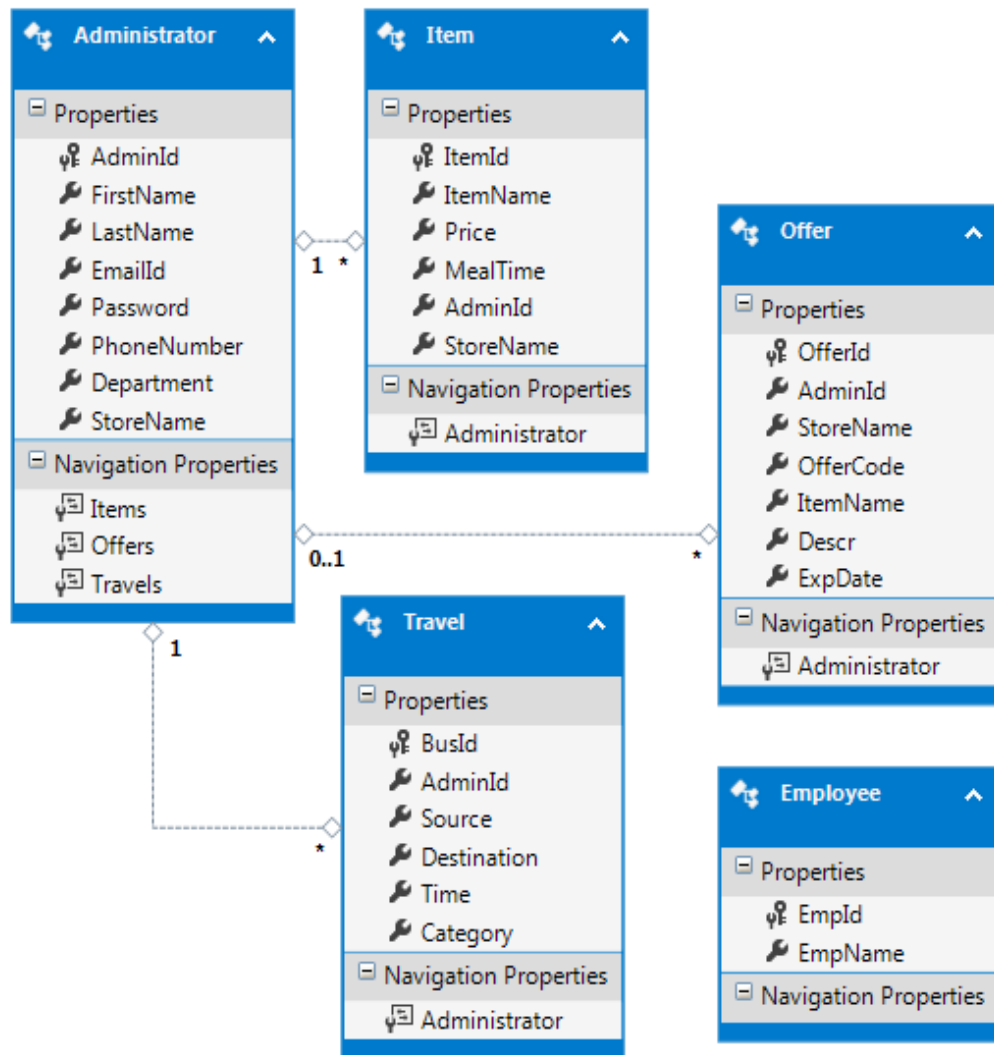 Administrator
Properties
AdminId
FirstName
LastName
EmailId
Password
PhoneNumber
Department
StoreName
Navigation Properties
Items
Offers
Travels
1 *
Item
Properties
ItemId
ItemName
Price
MealTime
AdminId
StoreName
Navigation Properties
Administrator
0..1 *
Offer
Properties
OfferId
AdminId
StoreName
OfferCode
ItemName
Descr
ExpDate
Navigation Properties
Administrator
1
*
Travel
Properties
BusId
AdminId
Source
Destination
Time
Category
Navigation Properties
Administrator
Employee
Properties
EmpId
EmpName
Navigation Properties